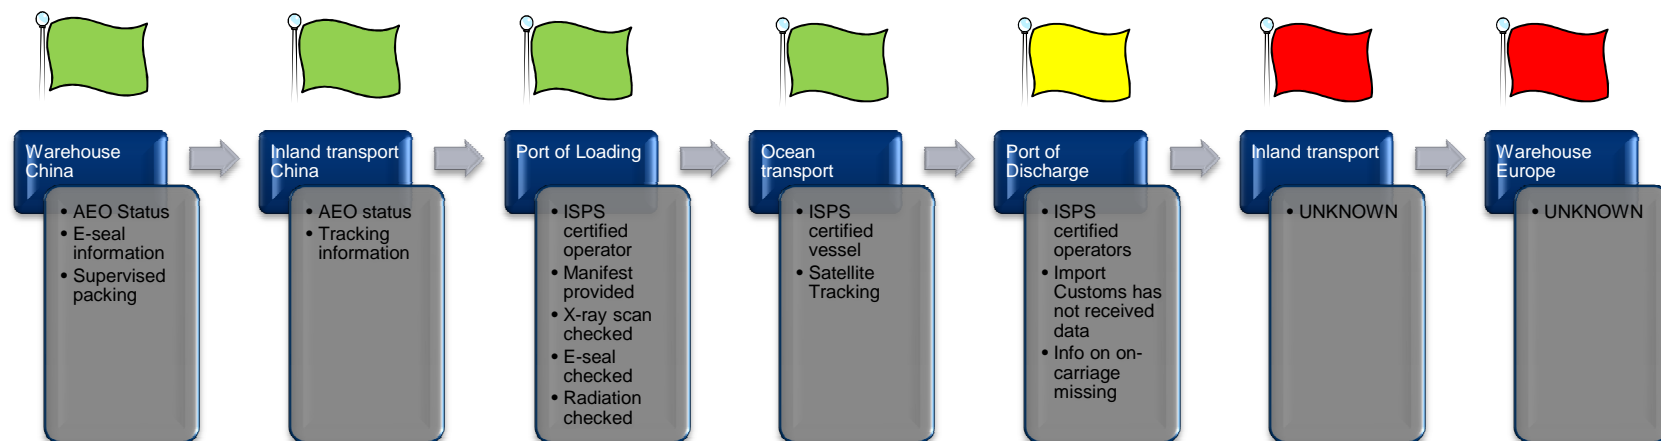 Warehouse
China
• AEO Status
• E-seal
information
• Supervised
packing
Inland transport
China
• AEO status
• Tracking
information
Port of Loading
• ISPS
certified
operator
• Manifest
provided
• X-ray scan
checked
• E-seal
checked
• Radiation
checked
Ocean
transport
• ISPS
certified
vessel
• Satellite
Tracking
Port of
Discharge
• ISPS
certified
operators
• Import
Customs has
not received
data
• Info on on-
carriage
missing
Inland transport
• UNKNOWN
Warehouse
Europe
• UNKNOWN